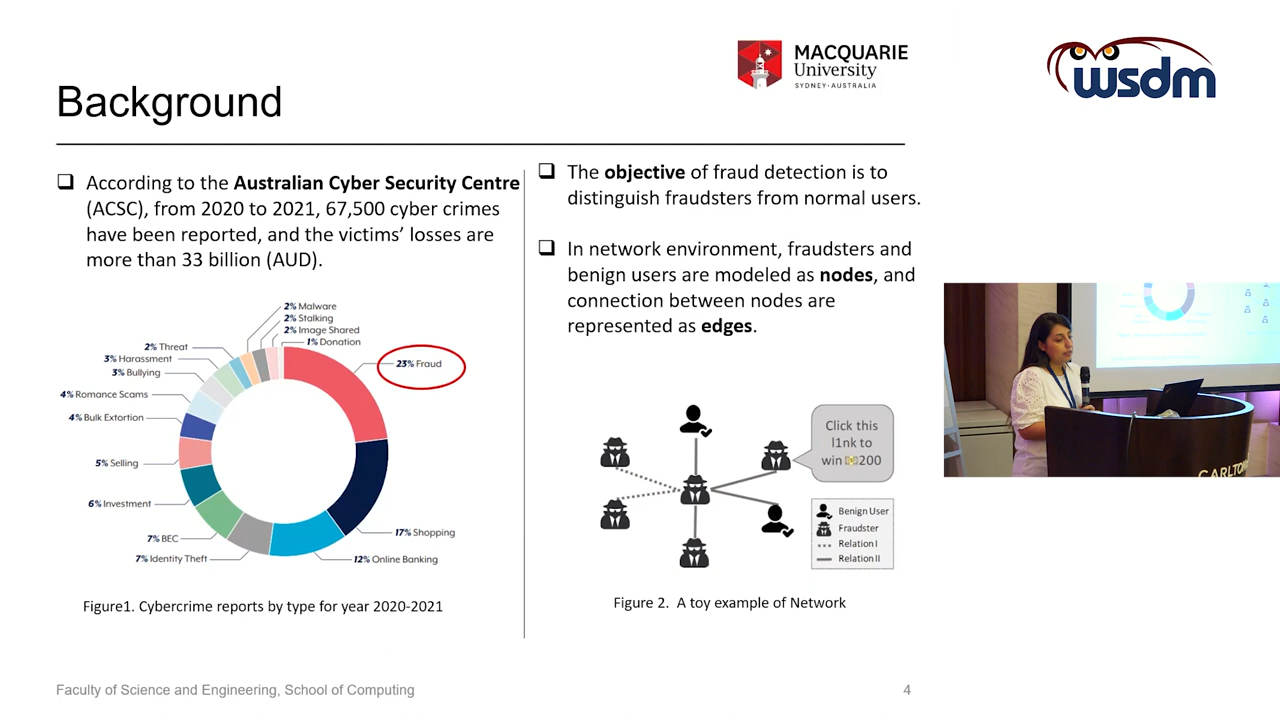 MACQUARIE
University
SYDNEY·AUSTRALIA
wsdm
Background
❑ According to the Australian Cyber Security Centre
(ACSC), from 2020 to 2021, 67,500 cyber crimes
have been reported, and the victims’ losses are
more than 33 billion (AUD).
2% Malware
2% Stalking
2% Image Shared
1% Donation
2% Threat
3% Harassment
3% Bullying
4% Romance Scams
4% Bulk Extortion
5% Selling
6% Investment
7% BEC
7% Identity Theft
23% Fraud
17% Shopping
12% Online Banking
Figure1. Cybercrime reports by type for year 2020-2021
❑ The objective of fraud detection is to
distinguish fraudsters from normal users.
❑ In network environment, fraudsters and
benign users are modeled as nodes, and
connection between nodes are
represented as edges.
Click this
l1nk to
win 200
Benign User
Fraudster
Relation I
Relation II
Figure 2. A toy example of Network
CARLTO
Faculty of Science and Engineering, School of Computing
4